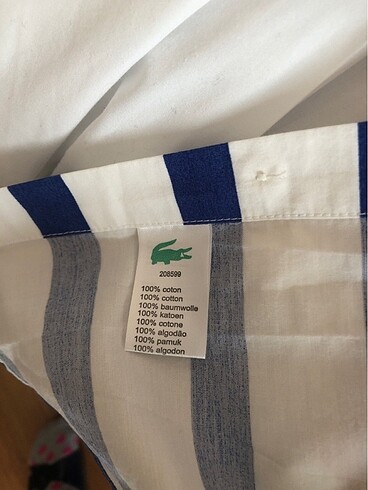 208599
100% coton
100% cotton
100% baumwolle
100% katoen
100% cotone
100% algodão
100% pamuk
100% algodon